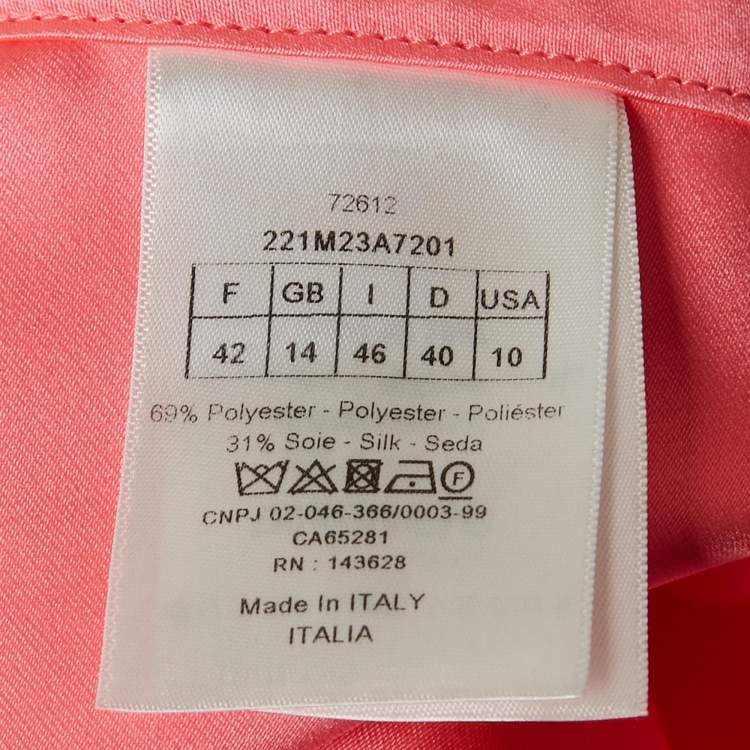 72612
221M23A7201
F GB I D USA
42 14 46 40 10
69% Polyester - Polyester - Poliéster
31% Soie - Silk - Seda
F
CNPJ 02-046-366/0003-99
CA65281
RN : 143628
Made In ITALY
ITALIA